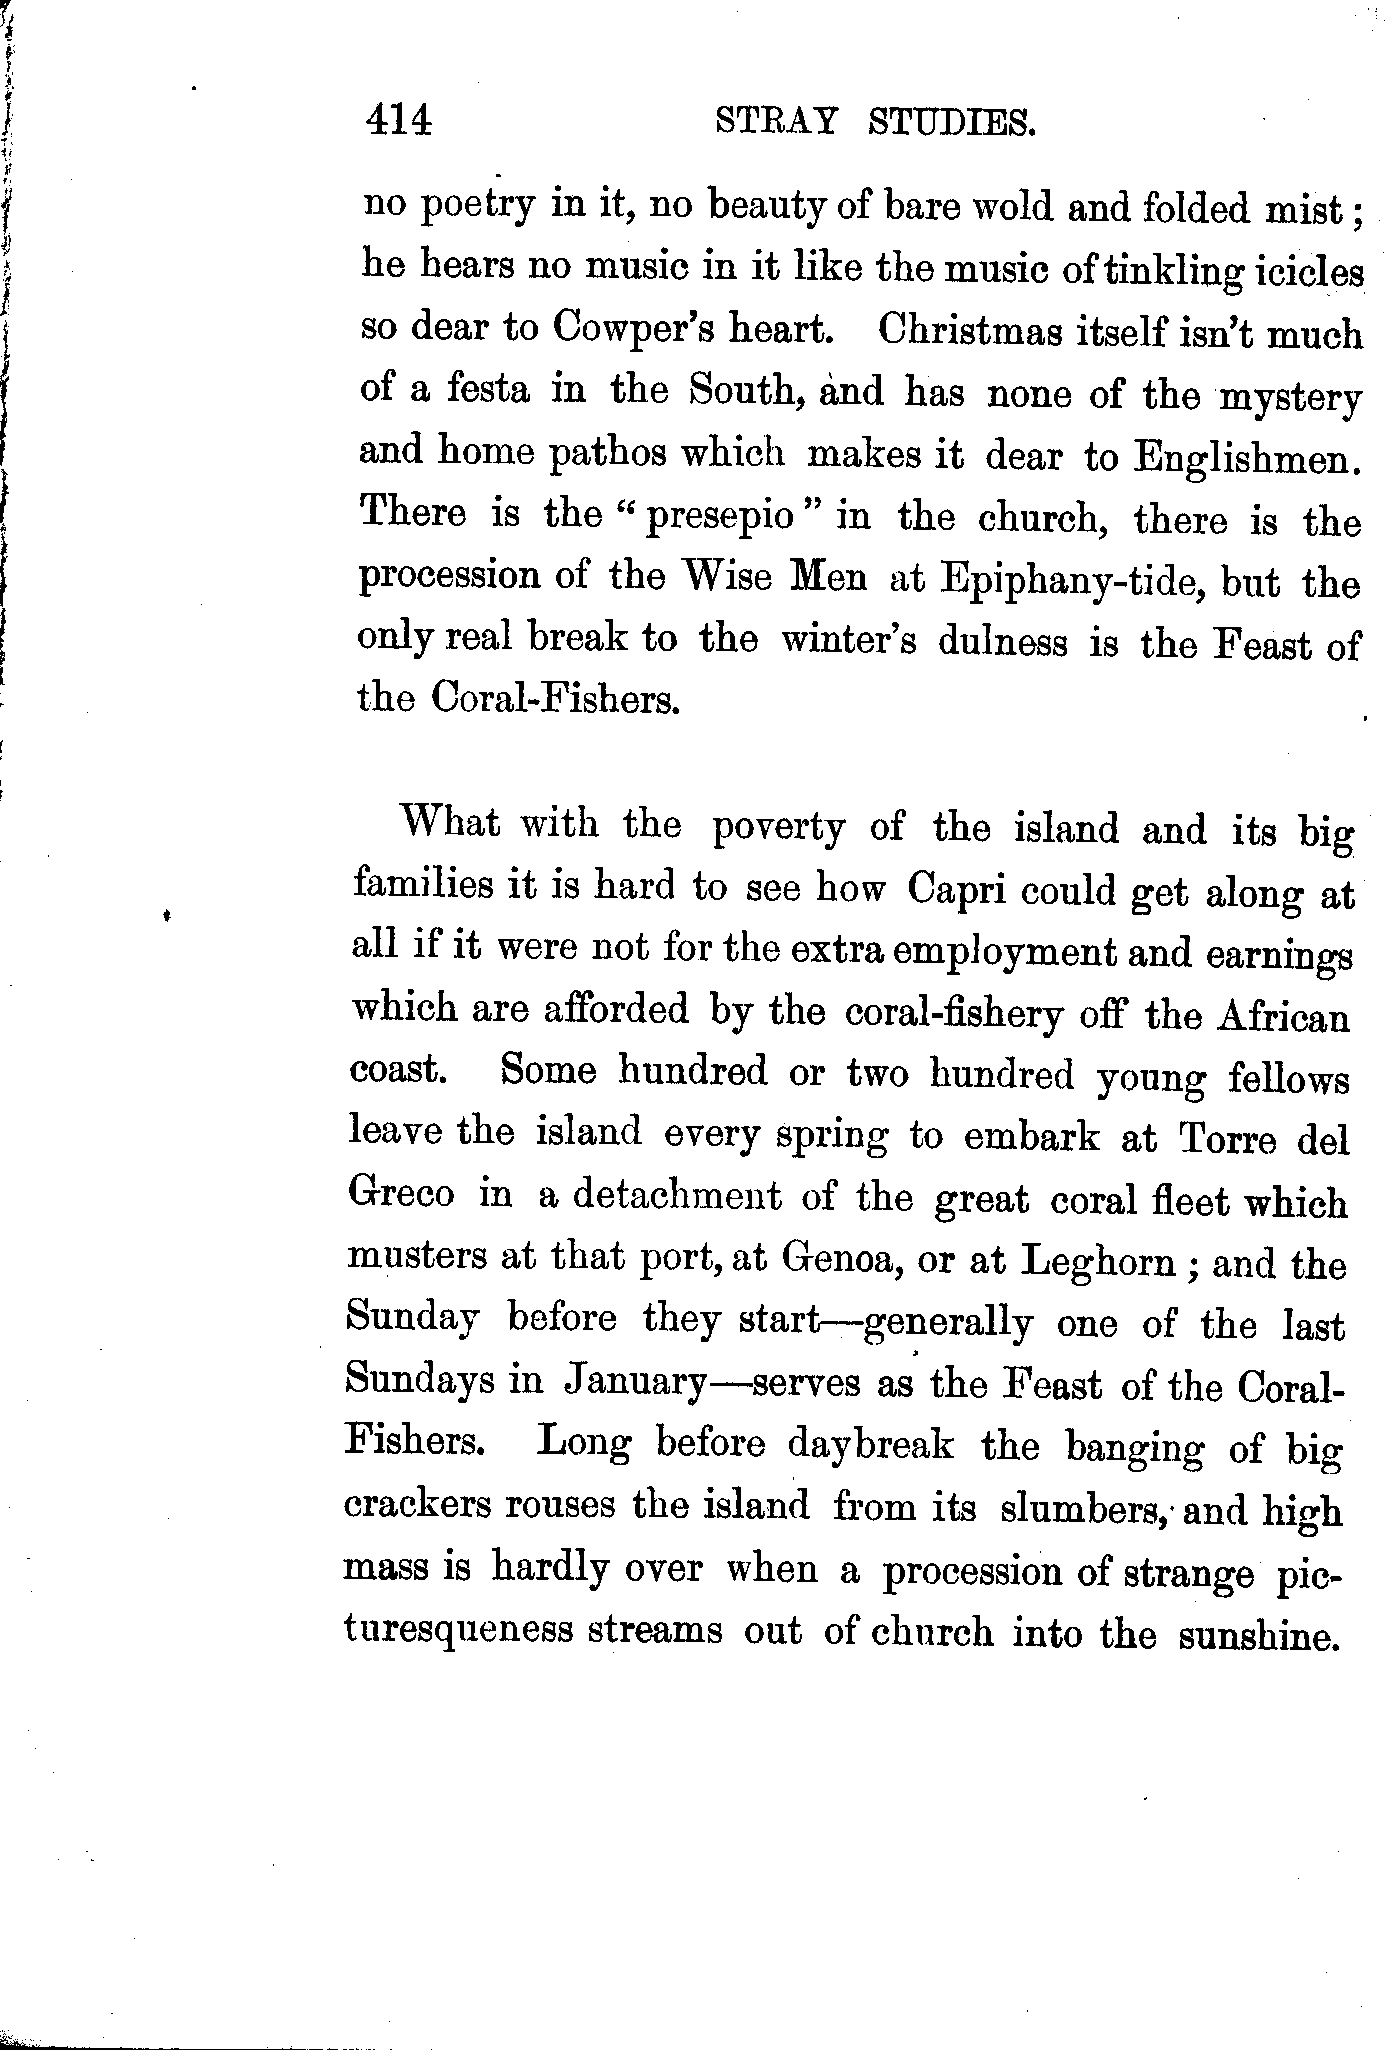 414 STRAY STUDIES.
no poetry in it, no beauty of bare wold and folded mist ;
he hears no music in it like the music of tinkling icicles
so dear to Cowper's heart. Christmas itself isn't much
of a festa in the South, and has none of the mystery
and home pathos which makes it dear to Englishmen.
There is the “ presepio ” in the church, there is the
procession of the Wise Men at Epiphany-tide, but the
only real break to the winter's dulness is the Feast of
the Coral-Fishers.
What with the poverty of the island and its big
families it is hard to see how Capri could get along at
all if it were not for the extra employment and earnings
which are afforded by the coral-fishery off the African
coast. Some hundred or two hundred young fellows
leave the island every spring to embark at Torre del
Greco in a detachment of the great coral fleet which
musters at that port, at Genoa, or at Leghorn ; and the
Sunday before they start—generally one of the last
Sundays in January—serves as the Feast of the Coral-
Fishers. Long before daybreak the banging of big
crackers rouses the island from its slumbers, and high
mass is hardly over when a procession of strange pic-
turesqueness streams out of church into the sunshine.